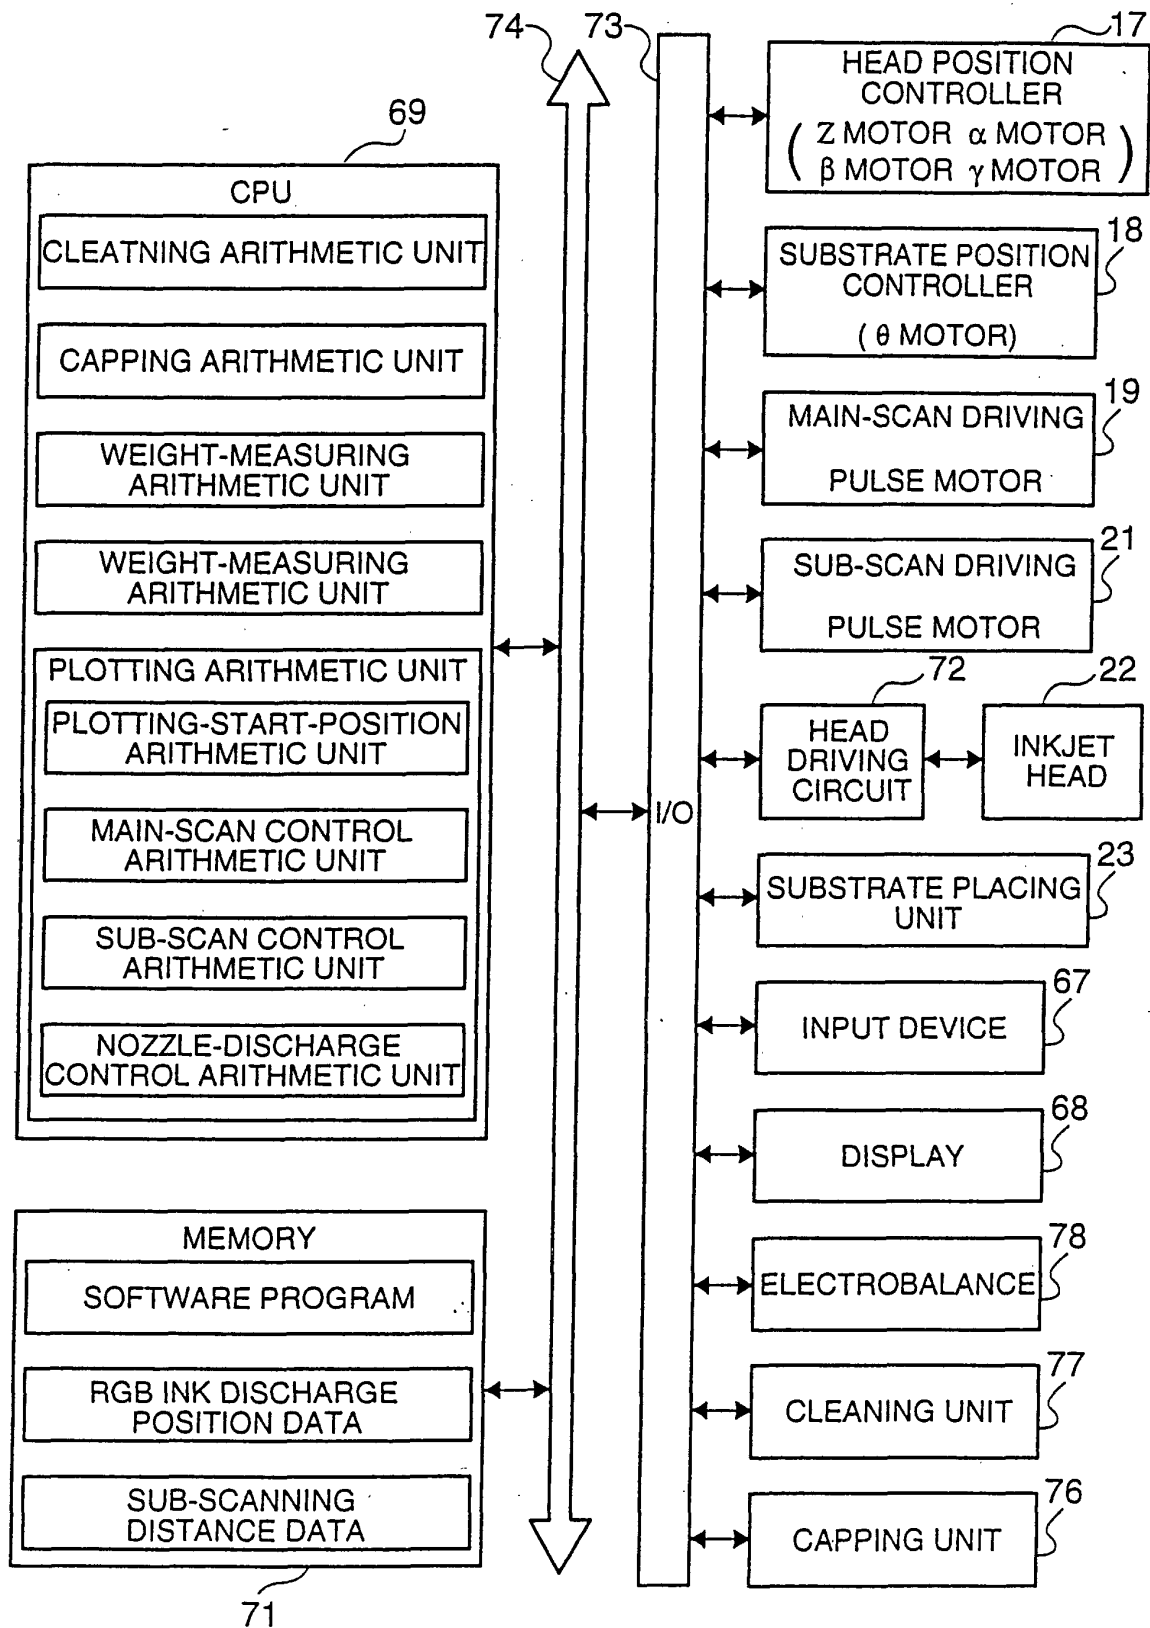 74
73
17
HEAD POSITION
CONTROLLER
( Z MOTOR α MOTOR
β MOTOR γ MOTOR )
69
CPU
CLEATNING ARITHMETIC UNIT
CAPPING ARITHMETIC UNIT
WEIGHT-MEASURING
ARITHMETIC UNIT
WEIGHT-MEASURING
ARITHMETIC UNIT
PLOTTING ARITHMETIC UNIT
PLOTTING-START-POSITION
ARITHMETIC UNIT
MAIN-SCAN CONTROL
ARITHMETIC UNIT
SUB-SCAN CONTROL
ARITHMETIC UNIT
NOZZLE-DISCHARGE
CONTROL ARITHMETIC UNIT
MEMORY
SOFTWARE PROGRAM
RGB INK DISCHARGE
POSITION DATA
SUB-SCANNING
DISTANCE DATA
71
I/O
18
SUBSTRATE POSITION
CONTROLLER
( θ MOTOR)
19
MAIN-SCAN DRIVING
PULSE MOTOR
21
SUB-SCAN DRIVING
PULSE MOTOR
72
HEAD
DRIVING
CIRCUIT
22
INKJET
HEAD
23
SUBSTRATE PLACING
UNIT
67
INPUT DEVICE
68
DISPLAY
78
ELECTROBALANCE
77
CLEANING UNIT
76
CAPPING UNIT